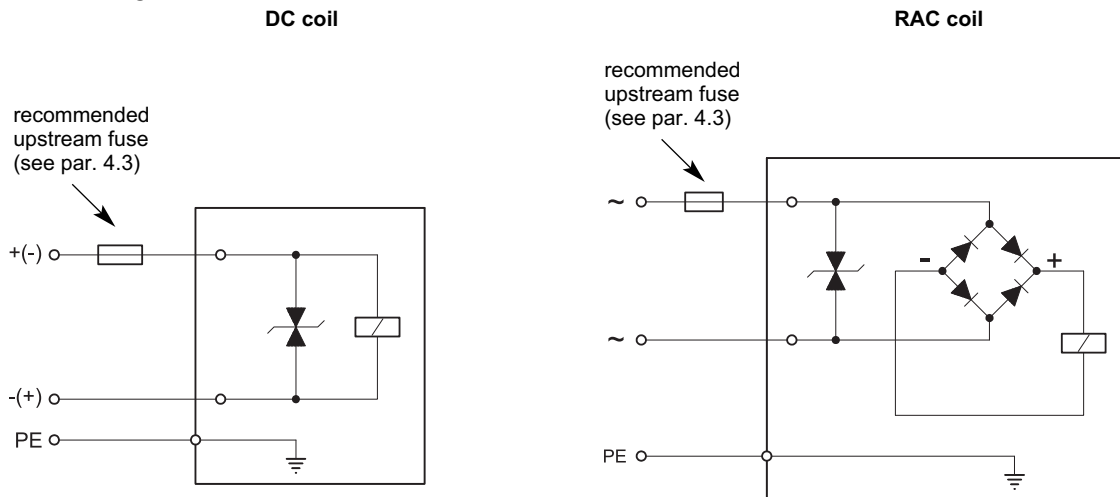 DC coil
recommended
upstream fuse
(see par. 4.3)
+(-)
-(+)
PE
RAC coil
recommended
upstream fuse
(see par. 4.3)
~
- +
~
PE